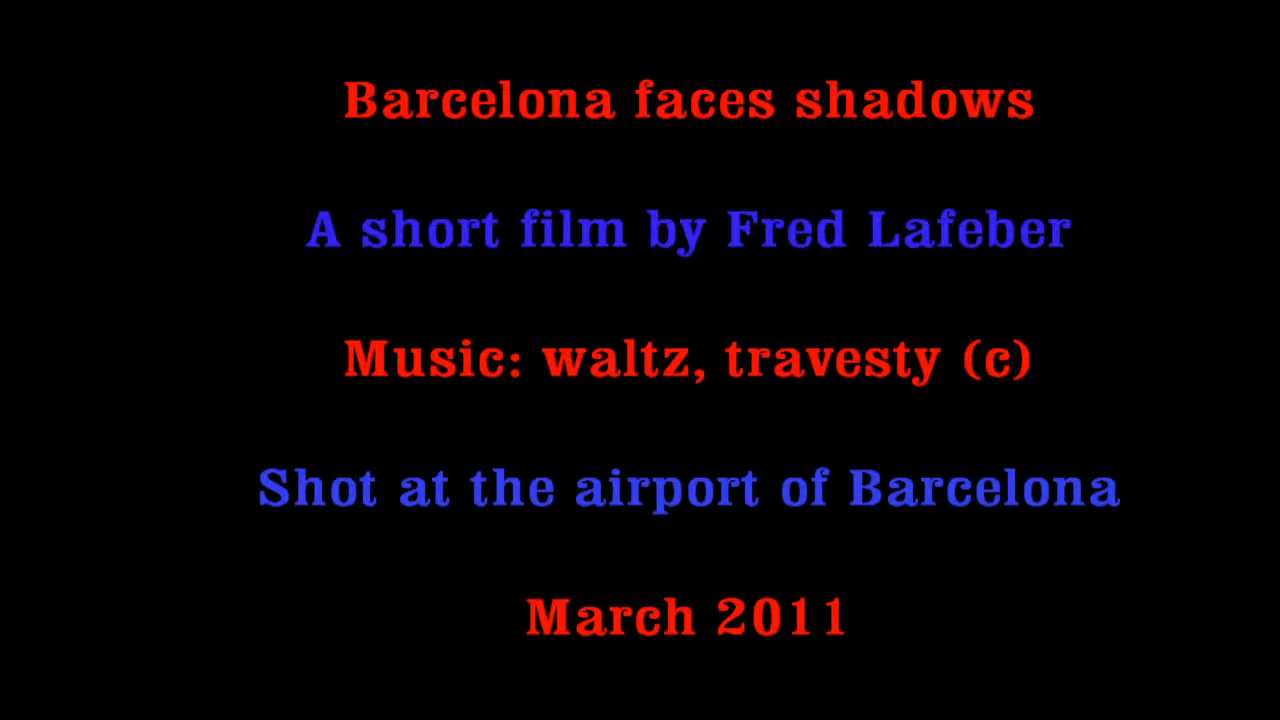 Barcelona faces shadows
A short film by Fred Lafeber
Music: waltz, travesty (c)
Shot at the airport of Barcelona
March 2011